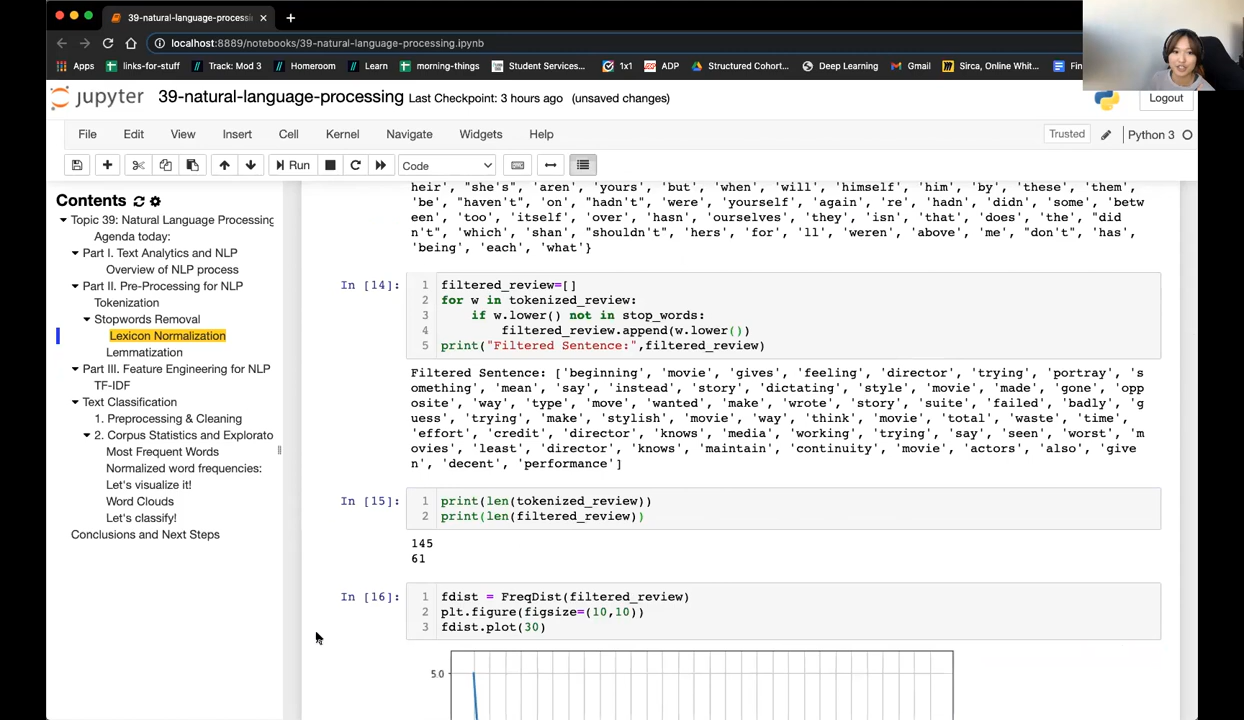 39-natural-language-processi
localhost:8889/notebooks/39-natural-language-processing.ipynb
Apps links-for-stuff Track: Mod 3 Homeroom Learn morning-things Student Services... 1x1 ADP Structured Cohort... Deep Learning Gmail Sirca, Online Whit... Fin
jupyter 39-natural-language-processing Last Checkpoint: 3 hours ago (unsaved changes) Logout
File Edit View Insert Cell Kernel Navigate Widgets Help Trusted Python 3
Run Code
Contents
Topic 39: Natural Language Processing
Agenda today:
Part I. Text Analytics and NLP
Overview of NLP process
Part II. Pre-Processing for NLP
Tokenization
Stopwords Removal
Lexicon Normalization
Lemmatization
Part III. Feature Engineering for NLP
TF-IDF
Text Classification
1. Preprocessing & Cleaning
2. Corpus Statistics and Explorato
Most Frequent Words
Normalized word frequencies:
Let's visualize it!
Word Clouds
Let's classify!
Conclusions and Next Steps
heir', "she's", 'aren', 'yours', 'but', 'when', 'will', 'himself', 'him', 'by', 'these', 'them',
'be', "haven't", 'on', "hadn't", 'were', 'yourself', 'again', 're', 'hadn', 'didn', 'some', 'betw
een', 'too', 'itself', 'over', 'hasn', 'ourselves', 'they', 'isn', 'that', 'does', 'the', "did
n't", 'which', 'shan', "shouldn't", 'hers', 'for', 'll', 'weren', 'above', 'me', "don't", 'has',
'being', 'each', 'what'}
In [14]: 1 filtered_review=[]
2 for w in tokenized_review:
3 if w.lower() not in stop_words:
4 filtered_review.append(w.lower())
5 print("Filtered Sentence:",filtered_review)
Filtered Sentence: ['beginning', 'movie', 'gives', 'feeling', 'director', 'trying', 'portray', 's
omething', 'mean', 'say', 'instead', 'story', 'dictating', 'style', 'movie', 'made', 'gone', 'opp
osite', 'way', 'type', 'move', 'wanted', 'make', 'wrote', 'story', 'suite', 'failed', 'badly', 'g
uess', 'trying', 'make', 'stylish', 'movie', 'way', 'think', 'movie', 'total', 'waste', 'time',
'effort', 'credit', 'director', 'knows', 'media', 'working', 'trying', 'say', 'seen', 'worst', 'm
ovies', 'least', 'director', 'knows', 'maintain', 'continuity', 'movie', 'actors', 'also', 'give
n', 'decent', 'performance']
In [15]: 1 print(len(tokenized_review))
2 print(len(filtered_review))
145
61
In [16]: 1 fdist = FreqDist(filtered_review)
2 plt.figure(figsize=(10,10))
3 fdist.plot(30)
5.0